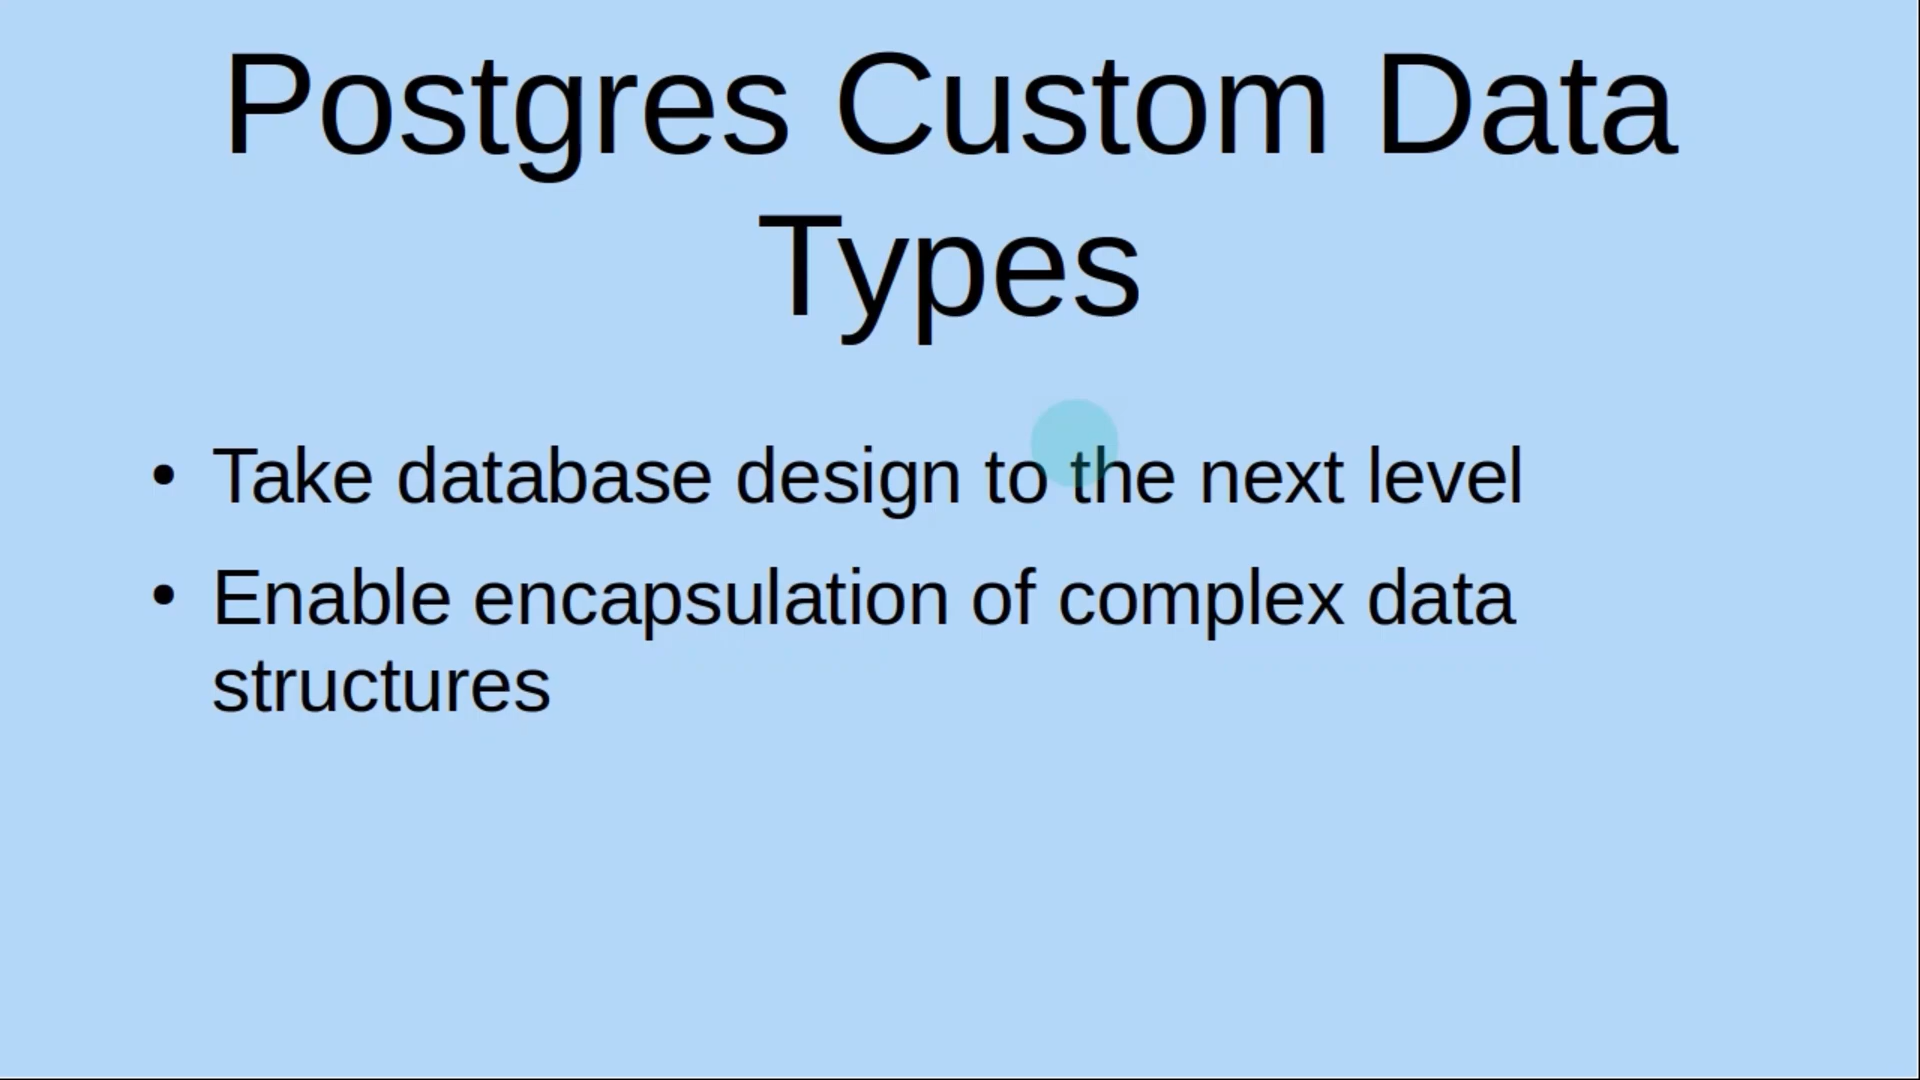 Postgres Custom Data
Types
• Take database design to the next level
• Enable encapsulation of complex data
structures